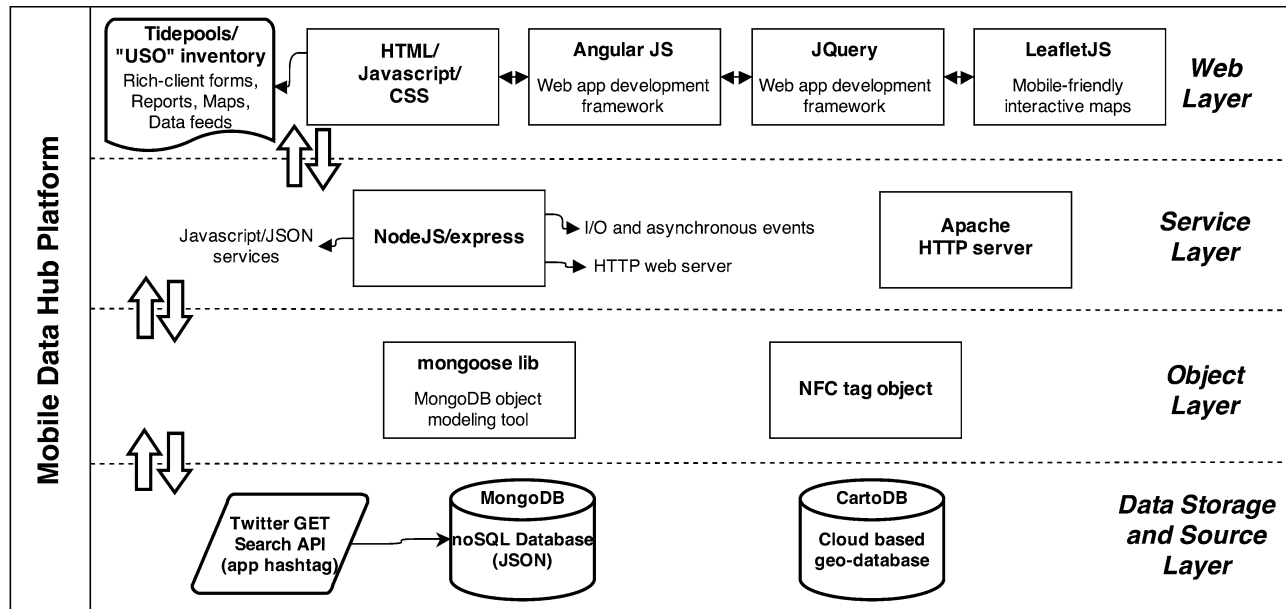 Mobile Data Hub Platform
Tidepools/
"USO" inventory
Rich-client forms,
Reports, Maps,
Data feeds
HTML/
Javascript/
CSS
Angular JS
Web app development
framework
JQuery
Web app development
framework
LeafletJS
Mobile-friendly
interactive maps
Web
Layer
Javascript/JSON
services
NodeJS/express
I/O and asynchronous events
HTTP web server
Apache
HTTP server
Service
Layer
mongoose lib
MongoDB object
modeling tool
NFC tag object
Object
Layer
Twitter GET
Search API
(app hashtag)
MongoDB
noSQL Database
(JSON)
CartoDB
Cloud based
geo-database
Data Storage
and Source
Layer